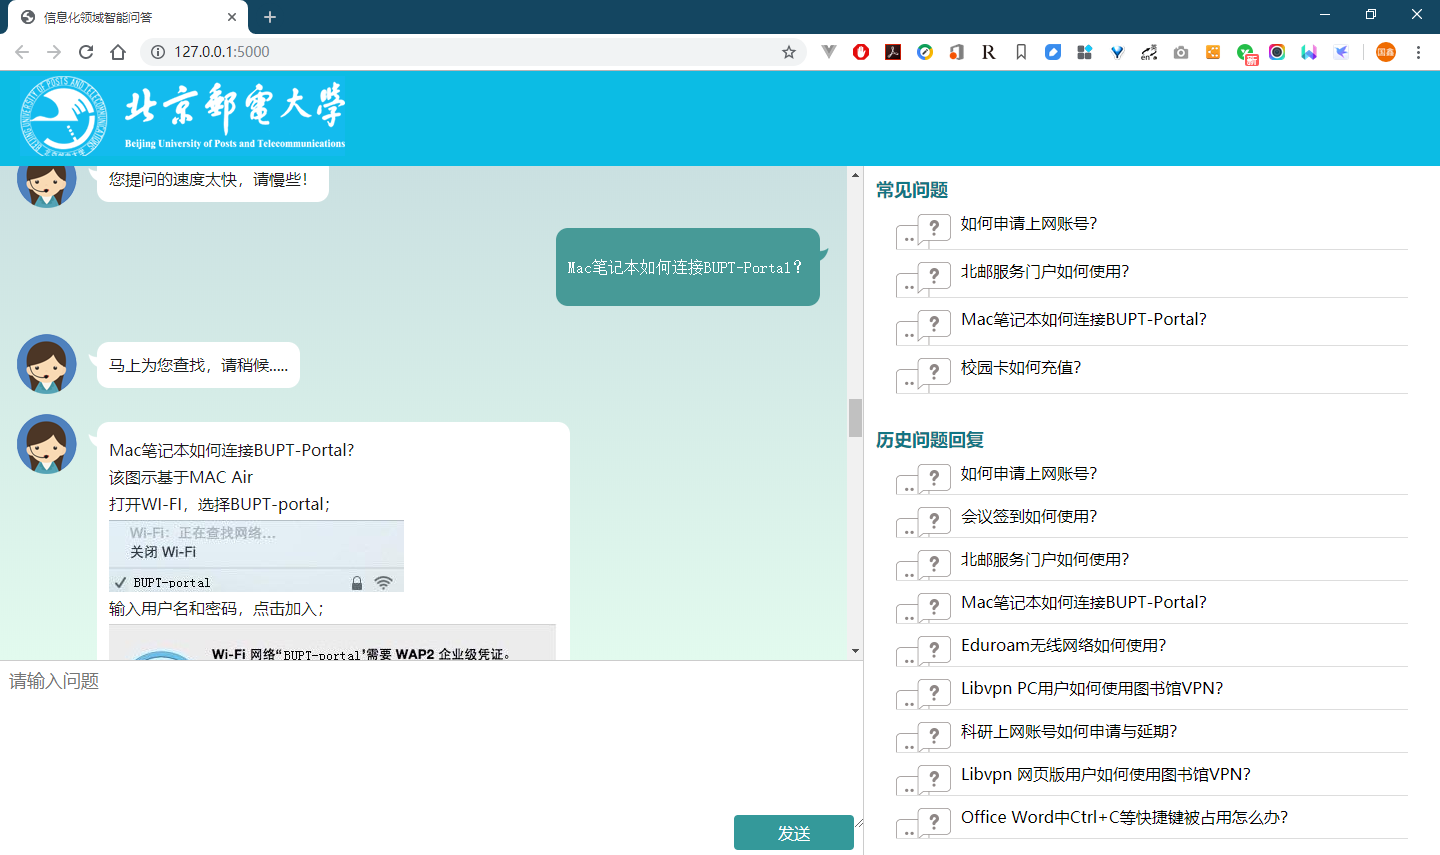 信息化领域智能问答
127.0.0.1:5000
R
en
新
国鑫
北京郵電大學
Beijing University of Posts and Telecommunications
您提问的速度太快，请慢些！
Mac笔记本如何连接BUPT-Portal？
马上为您查找，请稍候.....
Mac笔记本如何连接BUPT-Portal？
该图示基于MAC Air
打开WI-FI，选择BUPT-portal；
Wi-Fi：正在查找网络...
关闭 Wi-Fi
BUPT-portal
输入用户名和密码，点击加入；
Wi-Fi 网络“BUPT-portal’需要 WAP2 企业级凭证。
请输入问题
发送
常见问题
如何申请上网账号？
北邮服务门户如何使用？
Mac笔记本如何连接BUPT-Portal？
校园卡如何充值？
历史问题回复
如何申请上网账号？
会议签到如何使用？
北邮服务门户如何使用？
Mac笔记本如何连接BUPT-Portal？
Eduroam无线网络如何使用？
Libvpn PC用户如何使用图书馆VPN？
科研上网账号如何申请与延期？
Libvpn 网页版用户如何使用图书馆VPN？
Office Word中Ctrl+C等快捷键被占用怎么办？